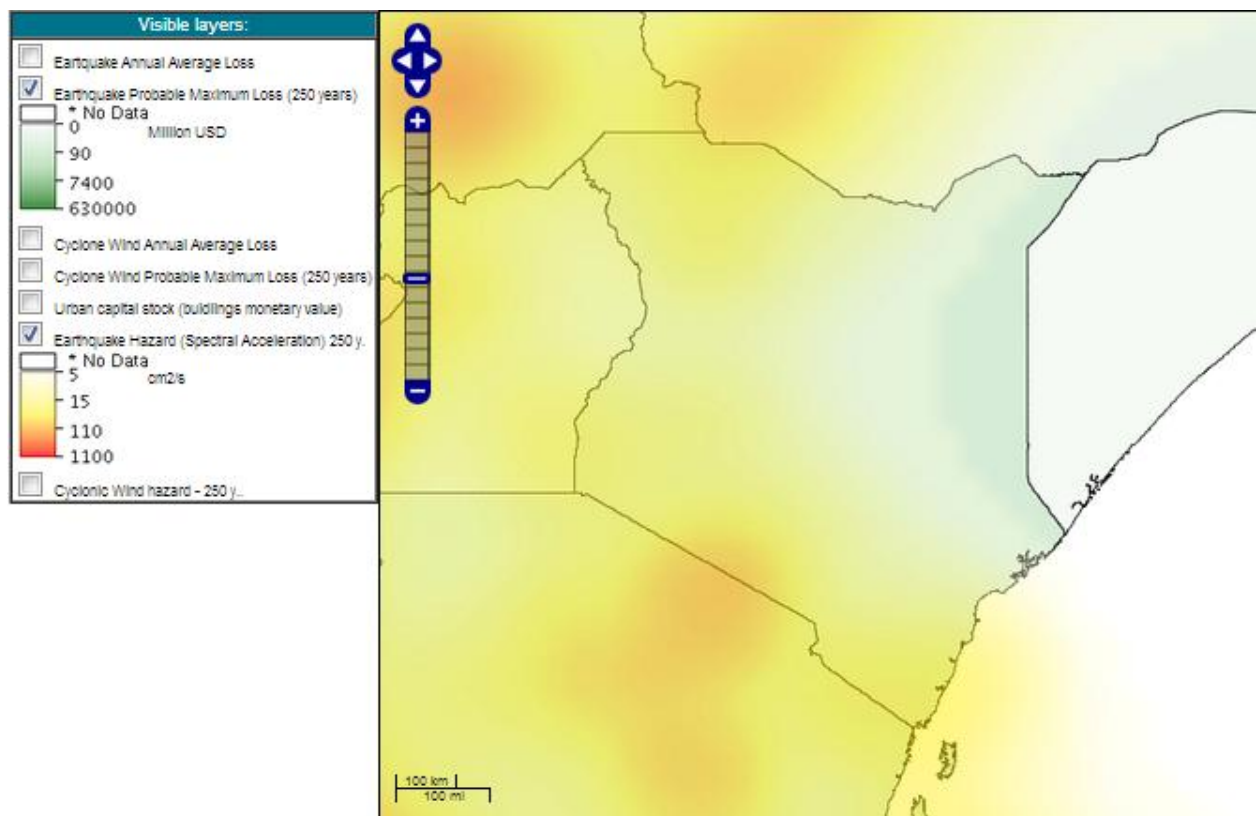 Visible layers:
Eartquake Annual Average Loss
Earthquake Probable Maximum Loss (250 years)
* No Data
0
Million USD
90
7400
630000
Cyclone Wind Annual Average Loss
Cyclone Wind Probable Maximum Loss (250 years)
Urban capital stock (buidlings monetary value)
Earthquake Hazard (Spectral Acceleration) 250 y.
* No Data
5
cm2/s
15
110
1100
Cyclonic Wind hazard - 250 y..
100 km
100 mi